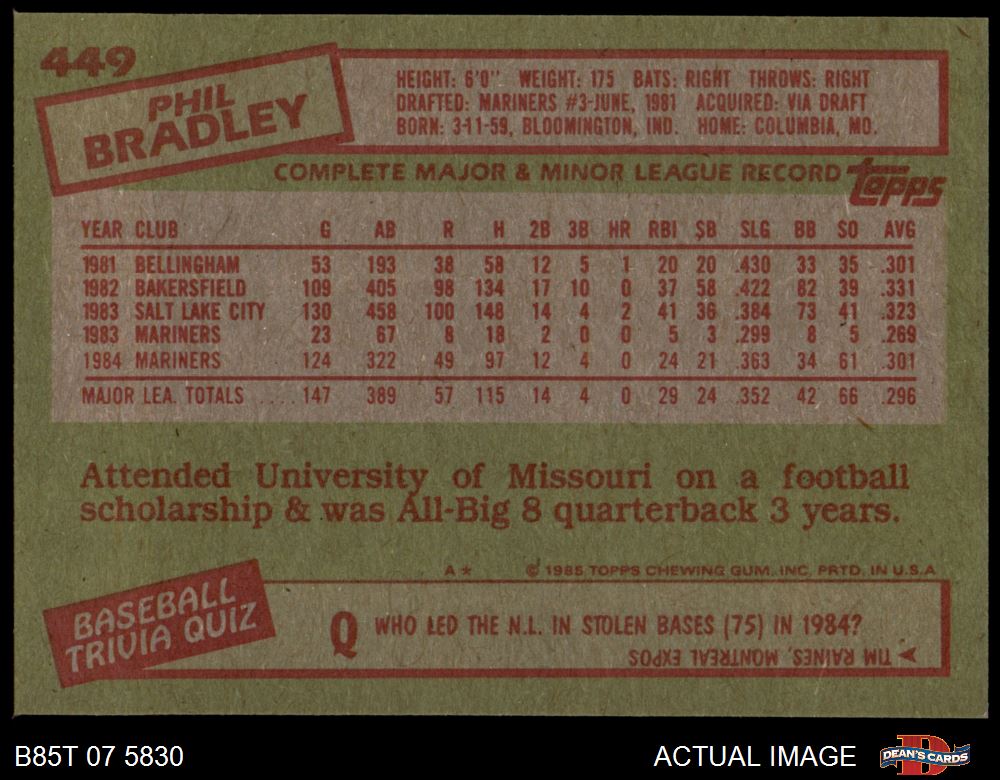 449
PHIL
BRADLEY
HEIGHT: 6'0" WEIGHT: 175 BATS: RIGHT THROWS: RIGHT
DRAFTED: MARINERS #3-JUNE, 1981 ACQUIRED: VIA DRAFT
BORN: 3-11-59, BLOOMINGTON, IND. HOME: COLUMBIA, MO.
COMPLETE MAJOR & MINOR LEAGUE RECORD topps
YEAR CLUB G AB R H 2B 3B HR RBI SB SLG BB SO AVG
1981 BELLINGHAM 53 193 38 58 12 5 1 20 20 .430 33 35 .301
1982 BAKERSFIELD 109 405 98 134 17 10 0 37 58 .422 82 39 .331
1983 SALT LAKE CITY 130 458 100 148 14 4 2 41 36 .384 73 41 .323
1983 MARINERS 23 67 8 18 2 0 0 5 3 .299 8 5 .269
1984 MARINERS 124 322 49 97 12 4 0 24 21 .363 34 61 .301
MAJOR LEA. TOTALS .... 147 389 57 115 14 4 0 29 24 .352 42 66 .296
Attended University of Missouri on a football
scholarship & was All-Big 8 quarterback 3 years.
A* © 1985 TOPPS CHEWING GUM, INC. PRTD. IN U.S.A
BASEBALL
TRIVIA QUIZ
Q WHO LED THE N.L. IN STOLEN BASES (75) IN 1984?
TIM RAINES, MONTREAL EXPOS
B85T 07 5830
ACTUAL IMAGE
DEAN'S CARDS